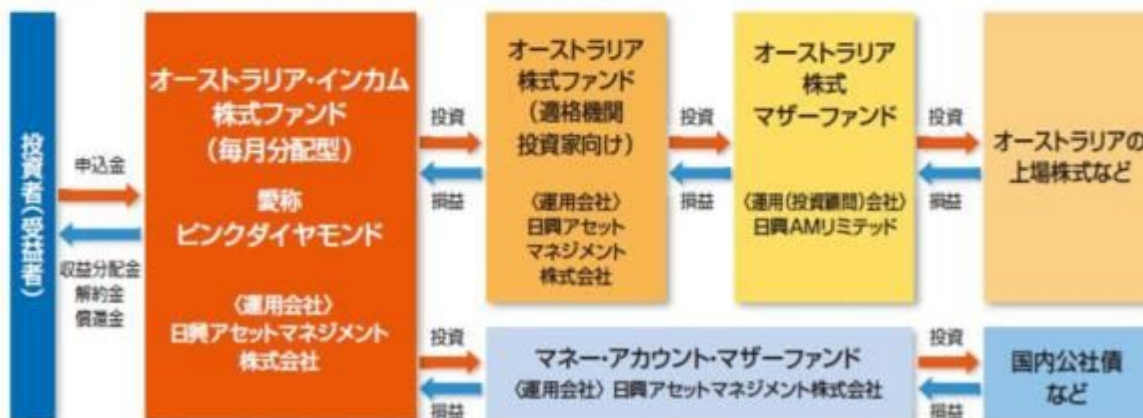 投資者(受益者)
申込金
収益分配金
解約金
償還金
オーストラリア・インカム
株式ファンド
(毎月分配型)
愛称
ピンクダイヤモンド
〈運用会社〉
日興アセットマネジメント
株式会社
投資
損益
オーストラリア
株式ファンド
(適格機関
投資家向け)
〈運用会社〉
日興アセット
マネジメント
株式会社
投資
損益
オーストラリア
株式
マザーファンド
〈運用(投資顧問)会社〉
日興AMリミテッド
投資
損益
オーストラリアの
上場株式など
投資
損益
マネー・アカウント・マザーファンド
〈運用会社〉日興アセットマネジメント株式会社
投資
損益
国内公社債
など